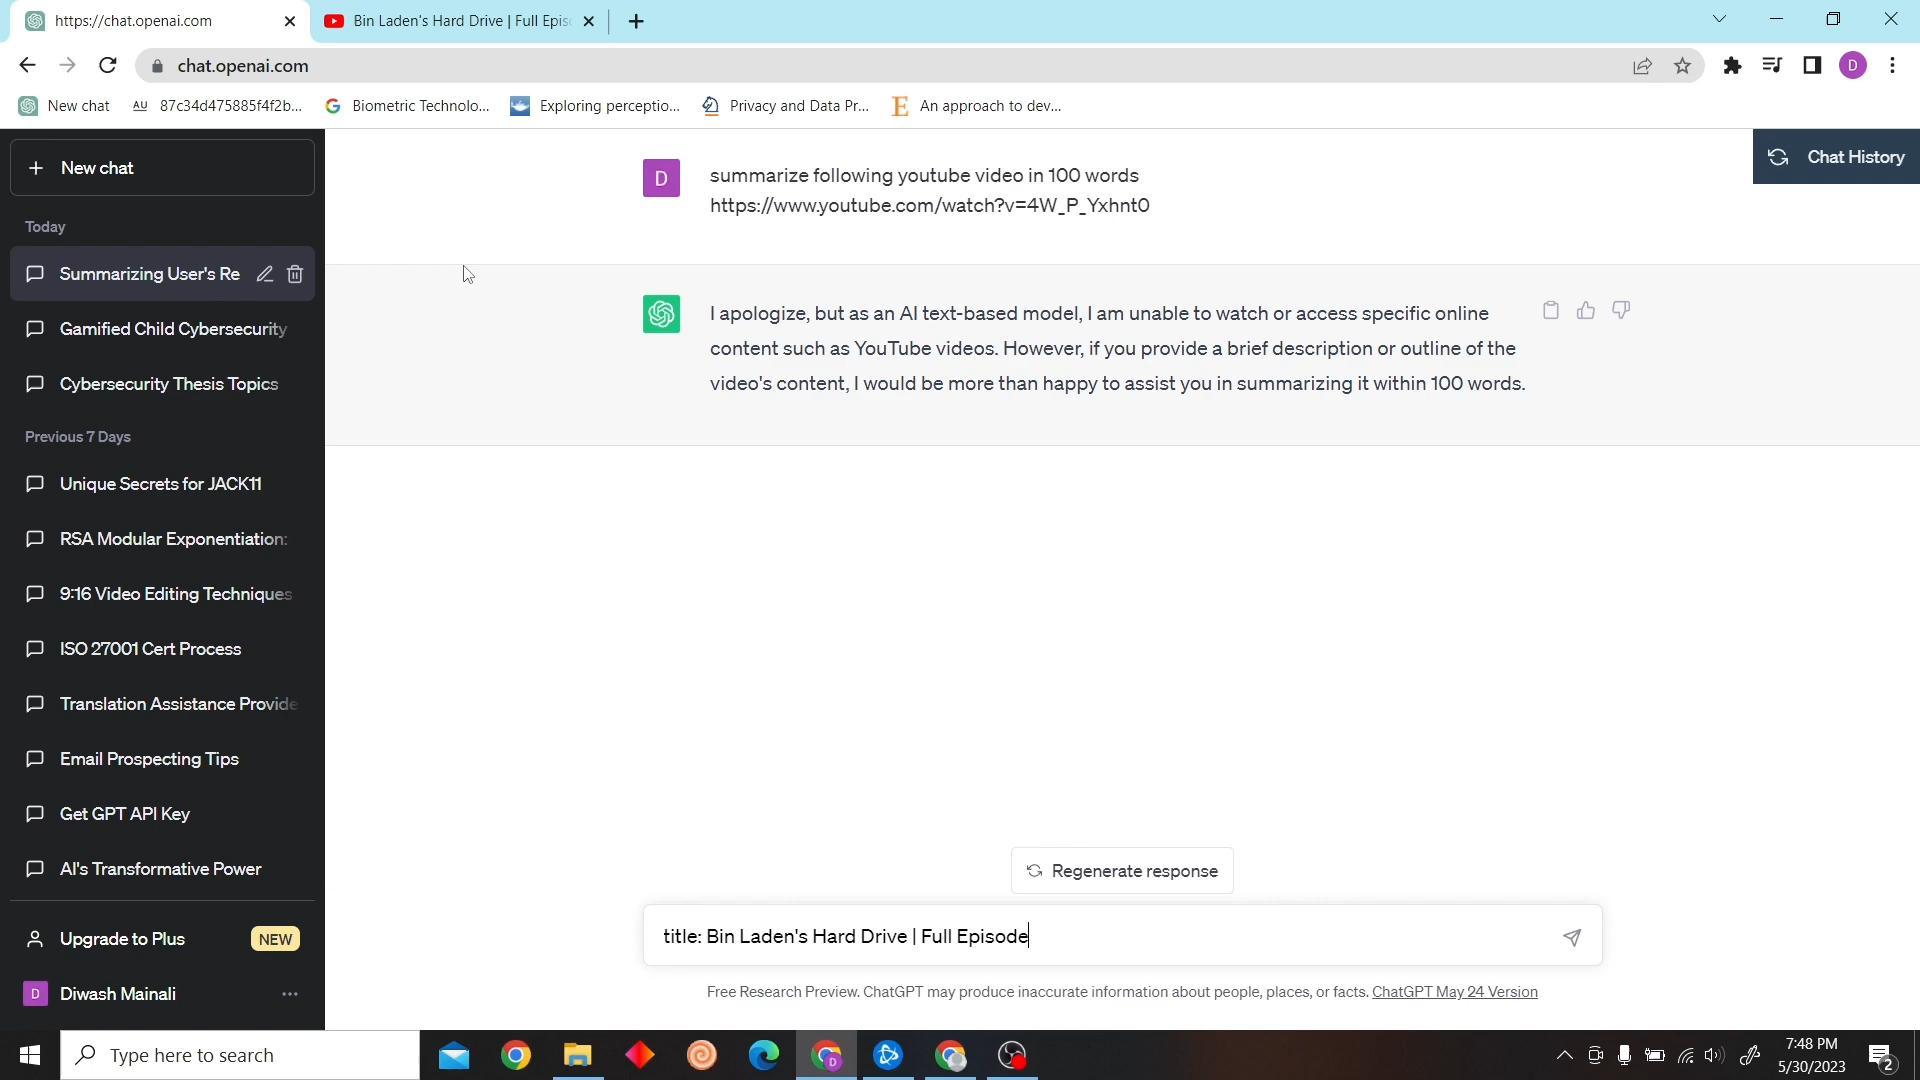 https://chat.openai.com
Bin Laden's Hard Drive | Full Epis
chat.openai.com
D
New chat
AU 87c34d475885f4f2b...
Biometric Technolo...
Exploring perceptio...
Privacy and Data Pr...
E An approach to dev...
+ New chat
Today
Summarizing User's Re
Gamified Child Cybersecurity
Cybersecurity Thesis Topics
Previous 7 Days
Unique Secrets for JACK11
RSA Modular Exponentiation:
9:16 Video Editing Techniques
ISO 27001 Cert Process
Translation Assistance Provide
Email Prospecting Tips
Get GPT API Key
AI's Transformative Power
Upgrade to Plus
NEW
D
Diwash Mainali
Chat History
D
summarize following youtube video in 100 words
https://www.youtube.com/watch?v=4W_P_Yxhnt0
I apologize, but as an AI text-based model, I am unable to watch or access specific online
content such as YouTube videos. However, if you provide a brief description or outline of the
video's content, I would be more than happy to assist you in summarizing it within 100 words.
Regenerate response
title: Bin Laden's Hard Drive | Full Episode
Free Research Preview. ChatGPT may produce inaccurate information about people, places, or facts. ChatGPT May 24 Version
Type here to search
7:48 PM
5/30/2023
2